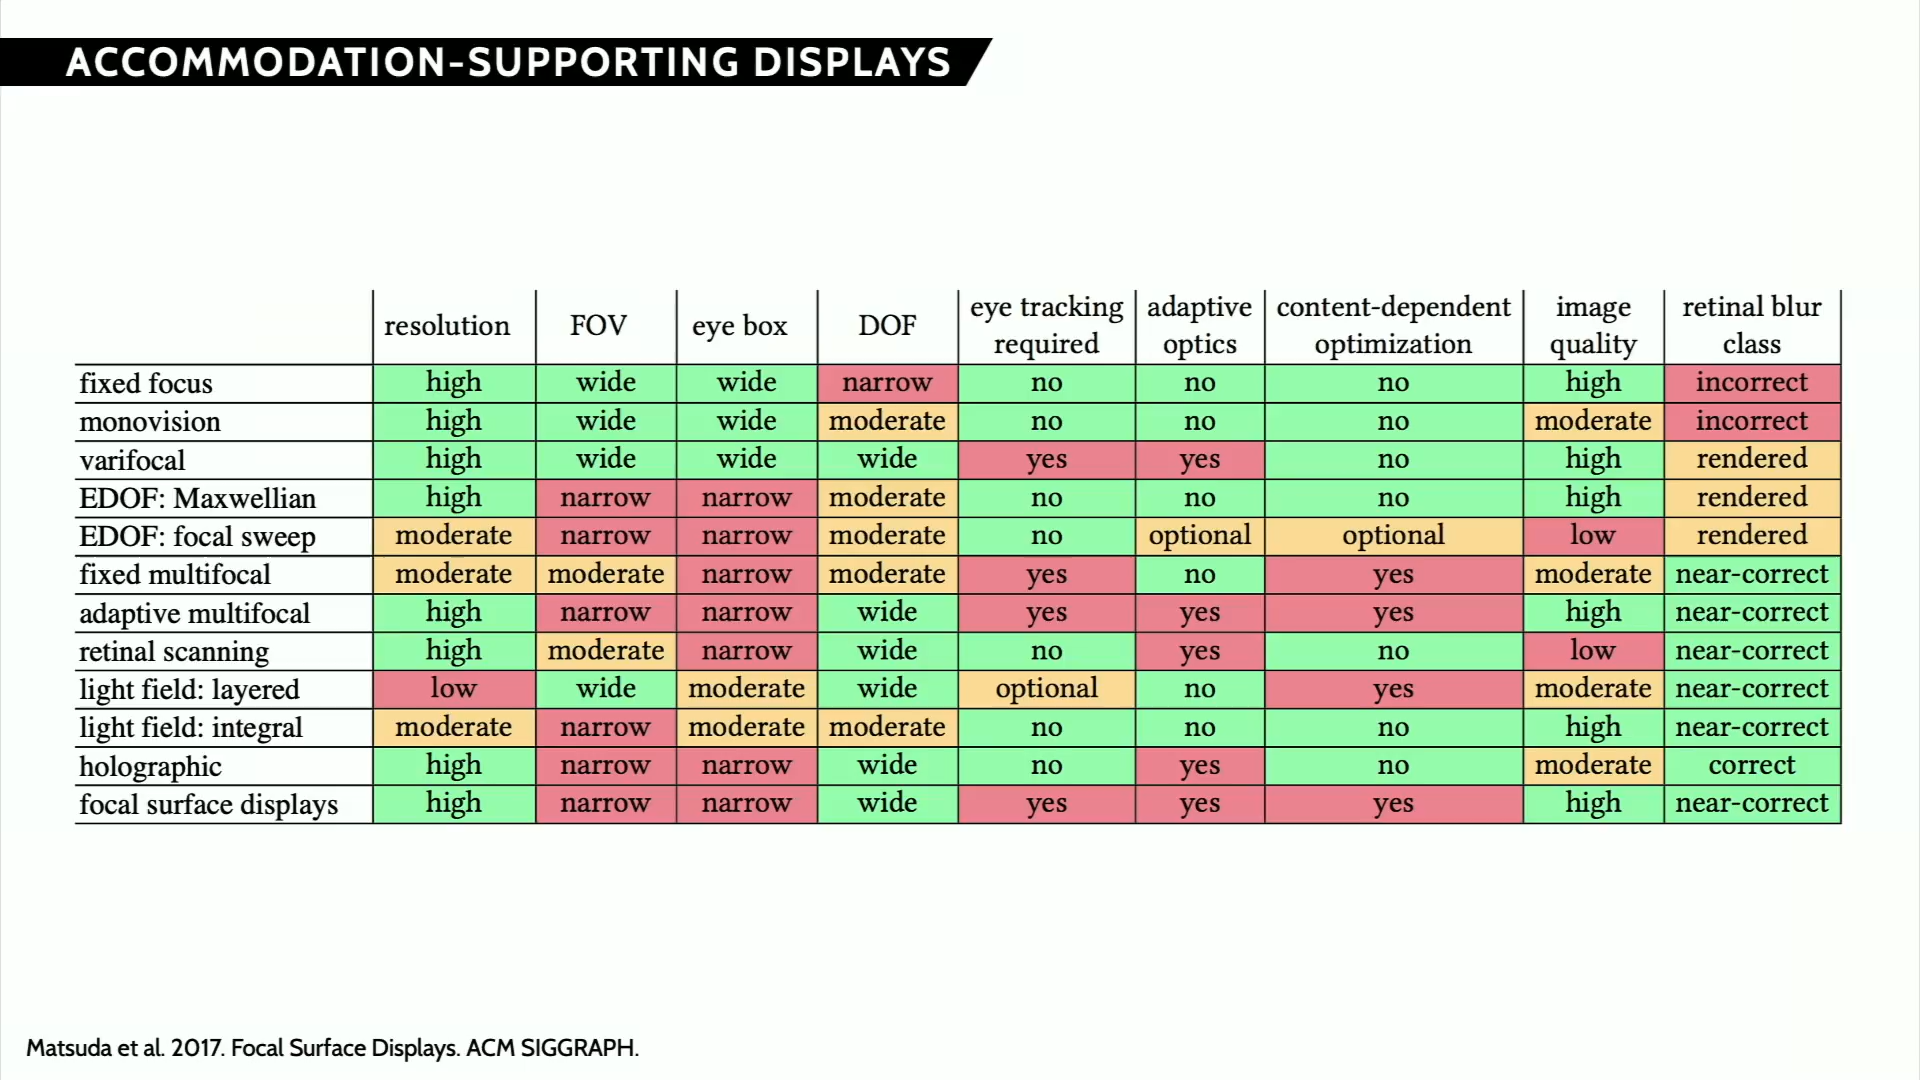 ACCOMMODATION-SUPPORTING DISPLAYS
resolution FOV eye box DOF eye tracking required adaptive optics content-dependent optimization image quality retinal blur class
fixed focus high wide wide narrow no no no high incorrect
monovision high wide wide moderate no no no moderate incorrect
varifocal high wide wide wide yes yes no high rendered
EDOF: Maxwellian high narrow narrow moderate no no no high rendered
EDOF: focal sweep moderate narrow narrow moderate no optional optional low rendered
fixed multifocal moderate moderate narrow moderate yes no yes moderate near-correct
adaptive multifocal high narrow narrow wide yes yes yes high near-correct
retinal scanning high moderate narrow wide no yes no low near-correct
light field: layered low wide moderate wide optional no yes moderate near-correct
light field: integral moderate narrow moderate moderate no no no high near-correct
holographic high narrow narrow wide no yes no moderate correct
focal surface displays high narrow narrow wide yes yes yes high near-correct
Matsuda et al. 2017. Focal Surface Displays. ACM SIGGRAPH.